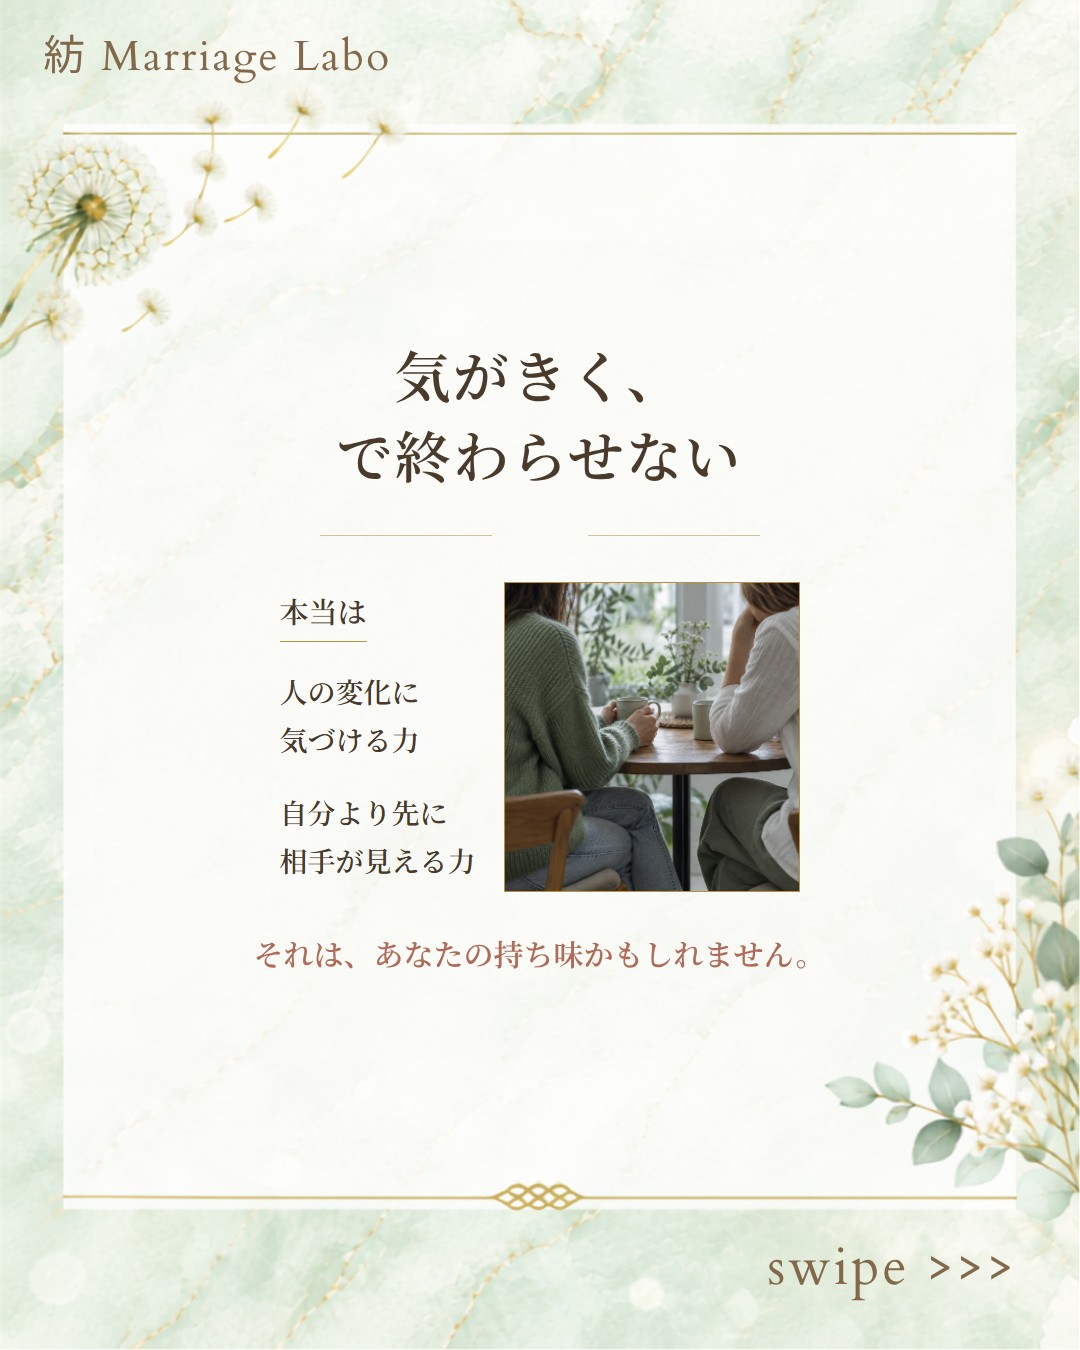 紡 Marriage Labo
気がきく、
で終わらせない
本当は
人の変化に
気づける力
自分より先に
相手が見える力
それは、あなたの持ち味かもしれません。
swipe >>>